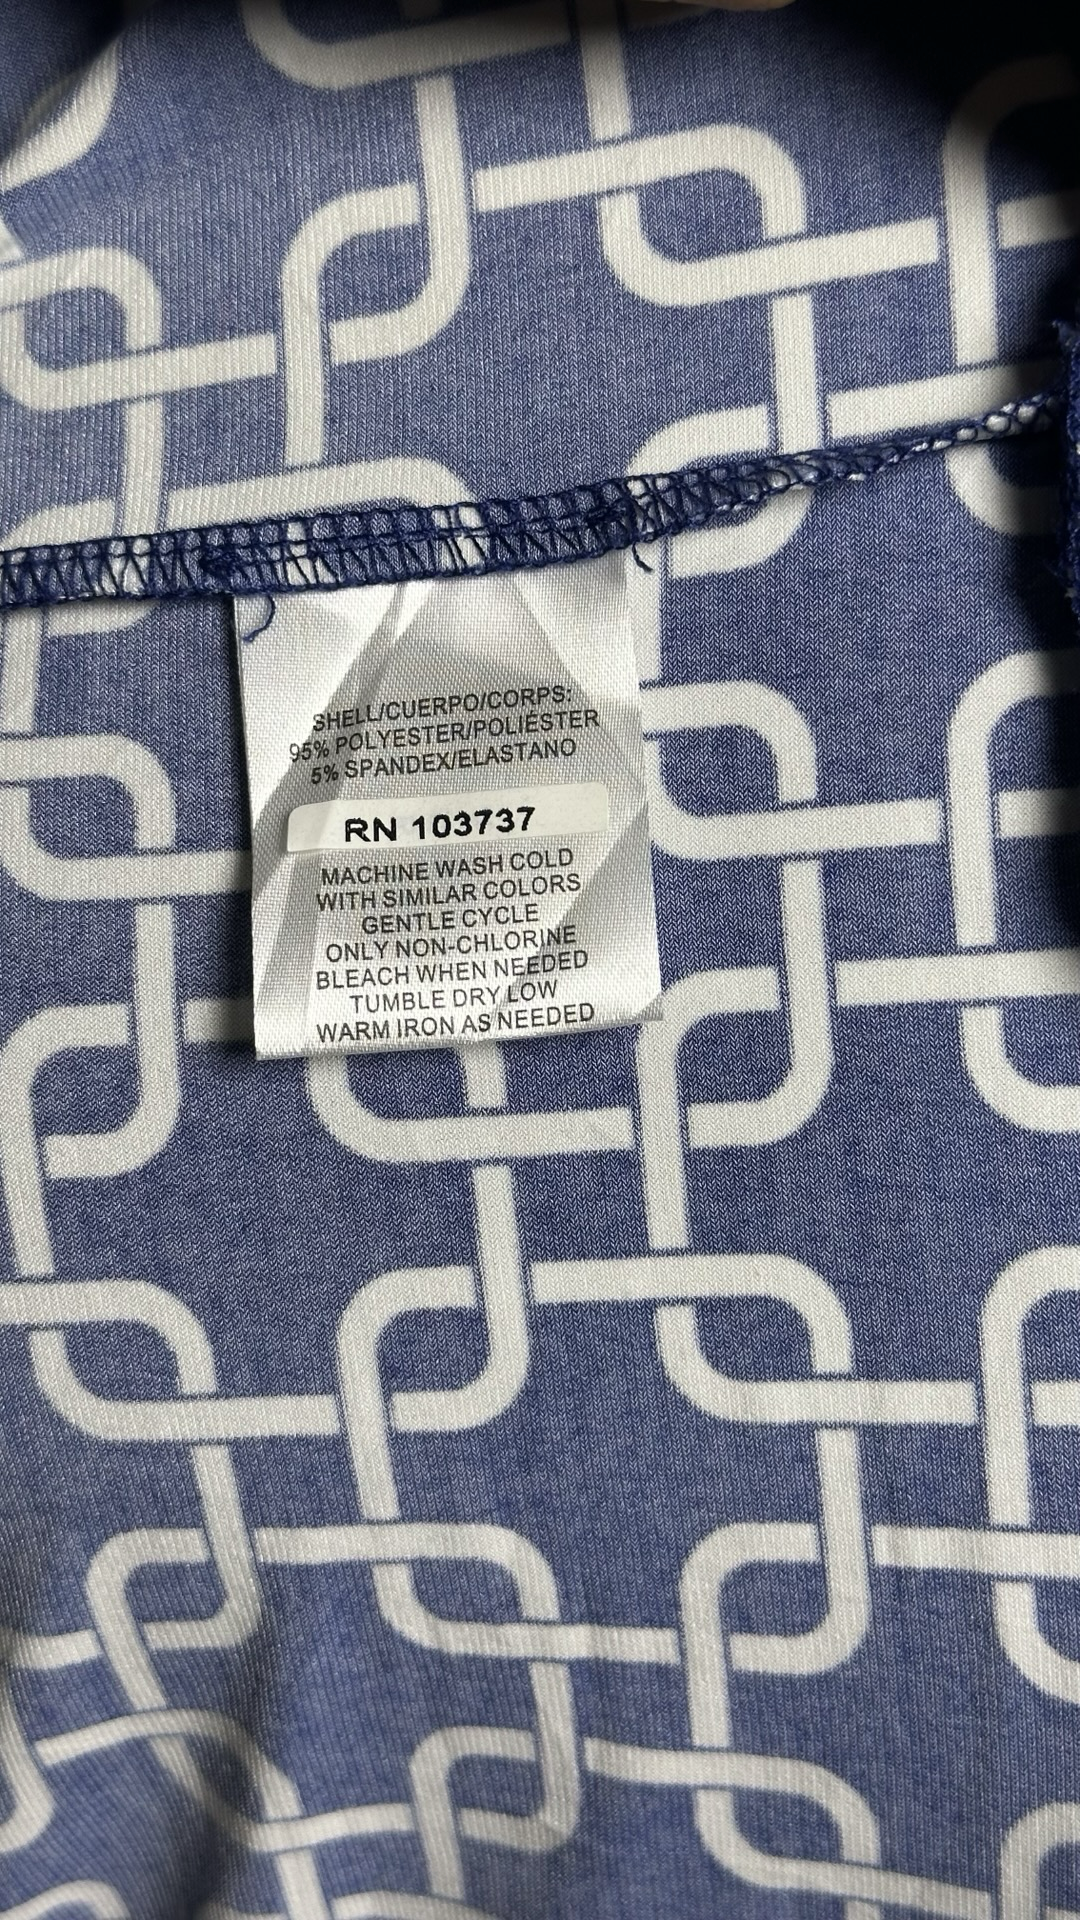 SHELL/CUERPO/CORPS:
95% POLYESTER/POLIÉSTER
5% SPANDEX/ELASTANO
RN 103737
MACHINE WASH COLD
WITH SIMILAR COLORS
GENTLE CYCLE
ONLY NON-CHLORINE
BLEACH WHEN NEEDED
TUMBLE DRY LOW
WARM IRON AS NEEDED